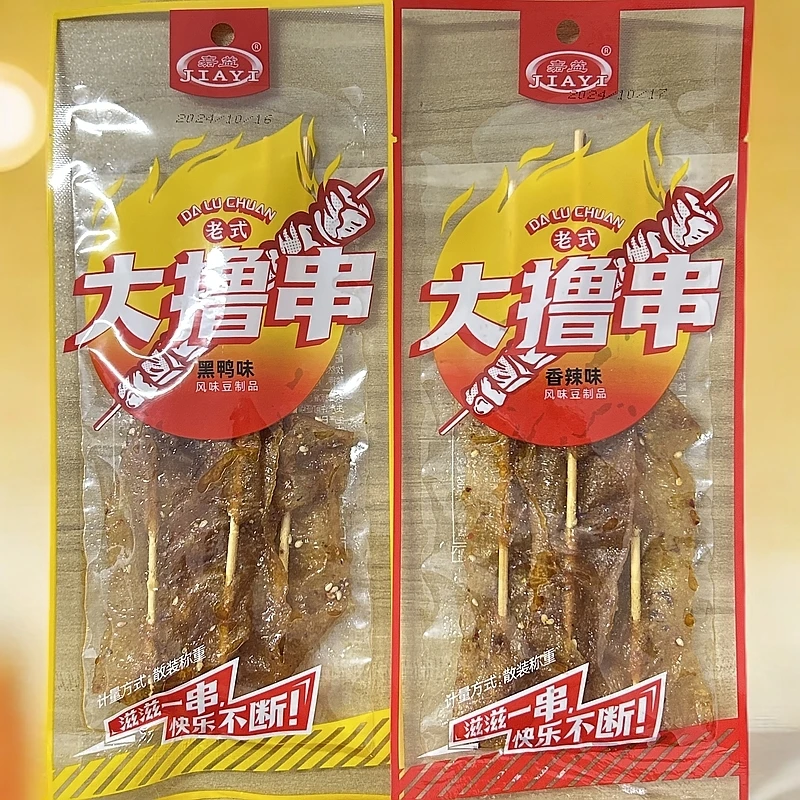 嘉益®
JIAYI
2024/10/16
DA LU CHUAN
老式
大撸串
黑鸭味
风味豆制品
计量方式:散装称重
滋滋一串,
快乐不断!
嘉益®
JIAYI
2024/10/17
DA LU CHUAN
老式
大撸串
香辣味
风味豆制品
计量方式:散装称重
滋滋一串,
快乐不断!